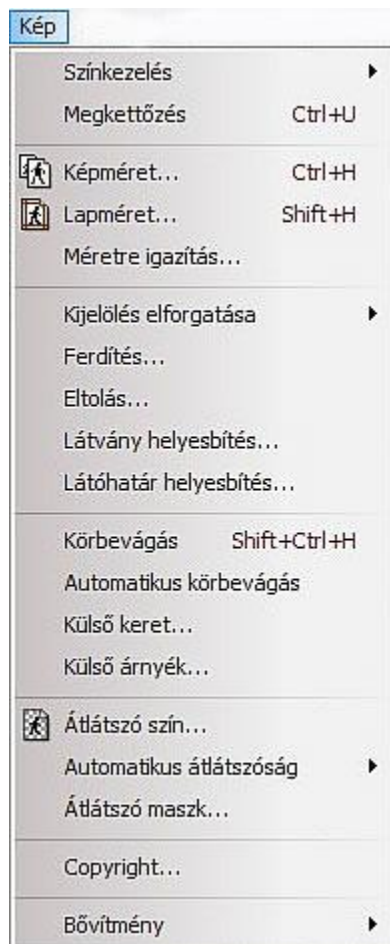 Kép
Színkezelés
Megkettőzés Ctrl+U
Képméret... Ctrl+H
Lapméret... Shift+H
Méretre igazítás...
Kijelölés elforgatása
Ferdítés...
Eltolás...
Látvány helyesbítés...
Látóhatár helyesbítés...
Körbevágás Shift+Ctrl+H
Automatikus körbevágás
Külső keret...
Külső árnyék...
Átlátszó szín...
Automatikus átlátszóság
Átlátszó maszk...
Copyright...
Bővítmény